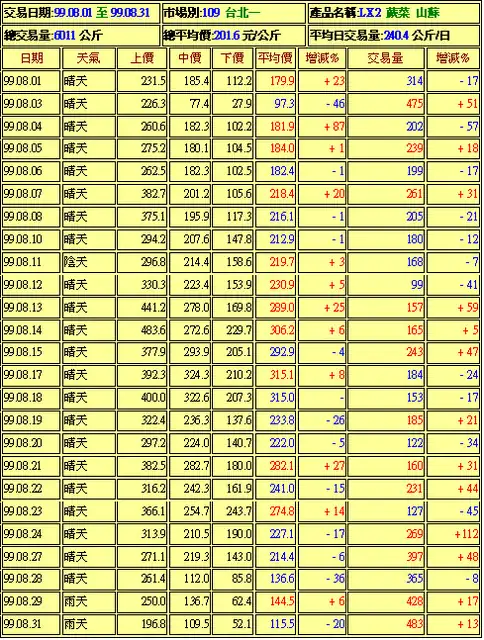 交易日期:99.08.01 至 99.08.31 市場別:109 台北一 產品名稱:LX2 蕨菜 山蘇
總交易量:6011 公斤 總平均價:201.6 元/公斤 平均日交易量:240.4 公斤/日
日期 天氣 上價 中價 下價 平均價 增減% 交易量 增減%
99.08.01 晴天 231.5 185.4 112.2 179.9 + 23 314 - 17
99.08.03 晴天 226.3 77.4 27.9 97.3 - 46 475 + 51
99.08.04 晴天 260.6 182.3 102.2 181.9 + 87 202 - 57
99.08.05 晴天 275.2 180.1 104.5 184.0 + 1 239 + 18
99.08.06 晴天 262.5 182.3 102.5 182.4 - 1 199 - 17
99.08.07 晴天 382.7 201.2 105.6 218.4 + 20 261 + 31
99.08.08 晴天 375.1 195.9 117.3 216.1 - 1 205 - 21
99.08.10 晴天 294.2 207.6 147.8 212.9 - 1 180 - 12
99.08.11 陰天 296.8 214.4 158.6 219.7 + 3 168 - 7
99.08.12 晴天 330.3 223.4 153.9 230.9 + 5 99 - 41
99.08.13 晴天 441.2 278.0 169.8 289.0 + 25 157 + 59
99.08.14 晴天 483.6 272.6 229.7 306.2 + 6 165 + 5
99.08.15 晴天 377.9 293.9 205.1 292.9 - 4 243 + 47
99.08.17 晴天 392.3 324.3 210.2 315.1 + 8 184 - 24
99.08.18 晴天 400.0 322.6 207.3 315.0 - 153 - 17
99.08.19 晴天 322.4 236.3 137.6 233.8 - 26 185 + 21
99.08.20 晴天 297.2 224.0 140.7 222.0 - 5 122 - 34
99.08.21 晴天 382.5 282.7 180.0 282.1 + 27 160 + 31
99.08.22 晴天 316.2 242.3 161.9 241.0 - 15 231 + 44
99.08.23 晴天 366.1 254.7 243.7 274.8 + 14 127 - 45
99.08.24 晴天 313.9 210.5 190.0 227.1 - 17 269 +112
99.08.27 晴天 271.1 219.3 143.0 214.4 - 6 397 + 48
99.08.28 晴天 261.4 112.0 85.8 136.6 - 36 365 - 8
99.08.29 雨天 250.0 136.7 62.4 144.5 + 6 428 + 17
99.08.31 雨天 196.8 109.5 52.1 115.5 - 20 483 + 13